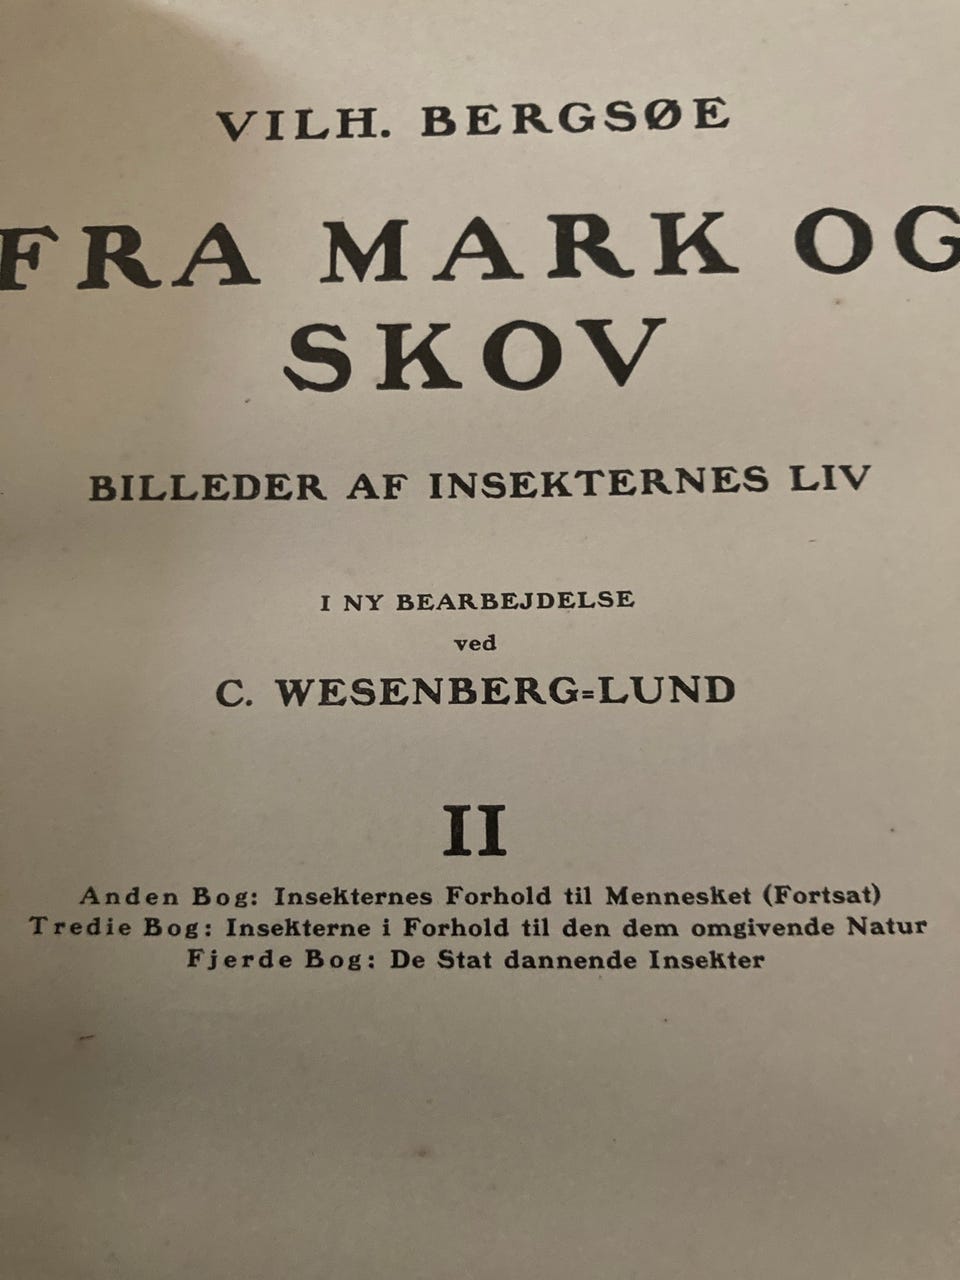 VILH. BERGSØE
FRA MARK OG
SKOV
BILLEDER AF INSEKTERNES LIV
I NY BEARBEJDELSE
ved
C. WESENBERG=LUND
II
Anden Bog: Insekternes Forhold til Mennesket (Fortsat)
Tredie Bog: Insekterne i Forhold til den dem omgivende Natur
Fjerde Bog: De Stat dannende Insekter